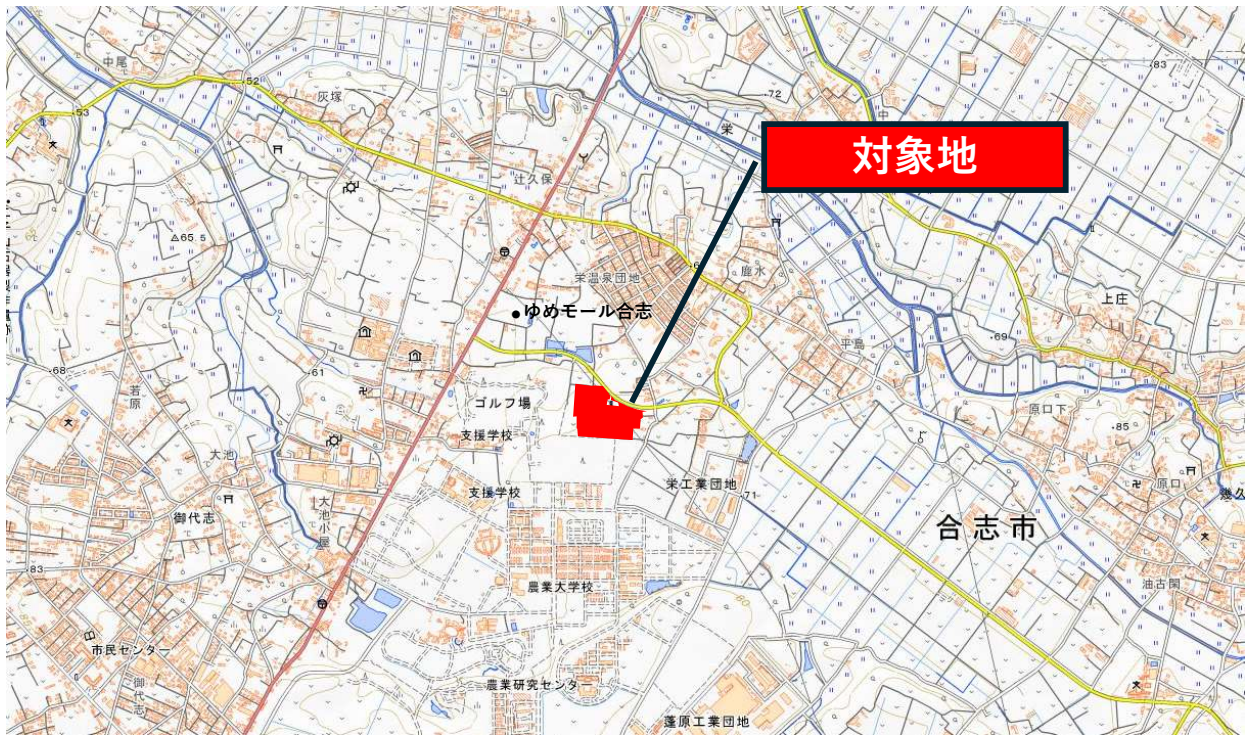 中尾
52
53
灰塚
72
83
中
栄
対象地
辻久保
65.5
栄温泉団地
鹿水
ゆめモール合志
平島
上庄
69
68
61
若原
ゴルフ場
支援学校
原口下
85
大池
支援学校
栄工業団地
71
原口
幾久
御代志
大池小屋
合志市
83
農業大学校
油古閑
60
市民センター
御代志
農業研究センター
蓬原工業団地